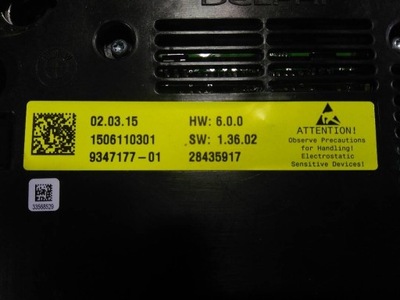 DELPHI
02.03.15 HW: 6.0.0
1506110301 SW: 1.36.02
9347177-01 28435917
ATTENTION!
Observe Precautions
for Handling!
Electrostatic
Sensitive Devices!